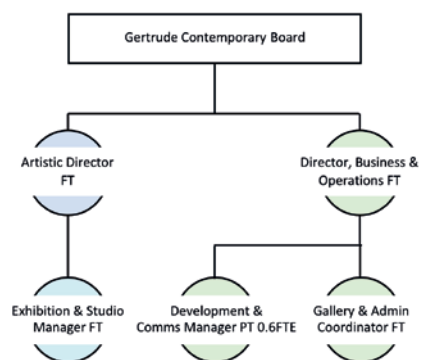 Gertrude Contemporary Board
Artistic Director
FT
Director, Business &
Operations FT
Exhibition & Studio
Manager FT
Development &
Comms Manager PT 0.6FTE
Gallery & Admin
Coordinator FT